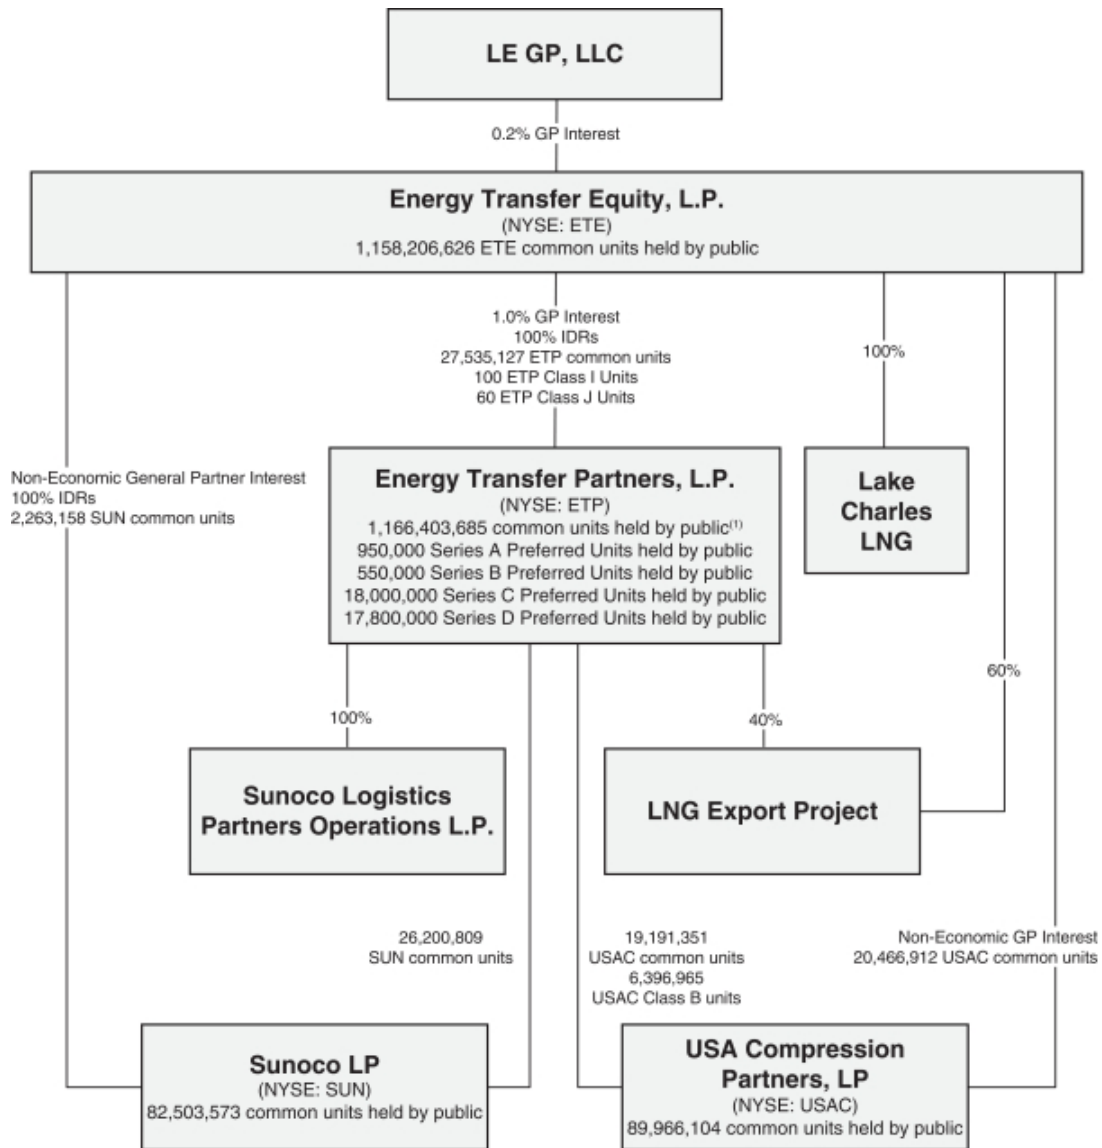 LE GP, LLC
0.2% GP Interest
Energy Transfer Equity, L.P.
(NYSE: ETE)
1,158,206,626 ETE common units held by public
1.0% GP Interest
100% IDRs
27,535,127 ETP common units
100 ETP Class I Units
60 ETP Class J Units
100%
Non-Economic General Partner Interest
100% IDRs
2,263,158 SUN common units
Energy Transfer Partners, L.P.
(NYSE: ETP)
1,166,403,685 common units held by public(1)
950,000 Series A Preferred Units held by public
550,000 Series B Preferred Units held by public
18,000,000 Series C Preferred Units held by public
17,800,000 Series D Preferred Units held by public
Lake
Charles
LNG
60%
100%
40%
Sunoco Logistics
Partners Operations L.P.
LNG Export Project
26,200,809
SUN common units
19,191,351
USAC common units
6,396,965
USAC Class B units
Non-Economic GP Interest
20,466,912 USAC common units
Sunoco LP
(NYSE: SUN)
82,503,573 common units held by public
USA Compression
Partners, LP
(NYSE: USAC)
89,966,104 common units held by public